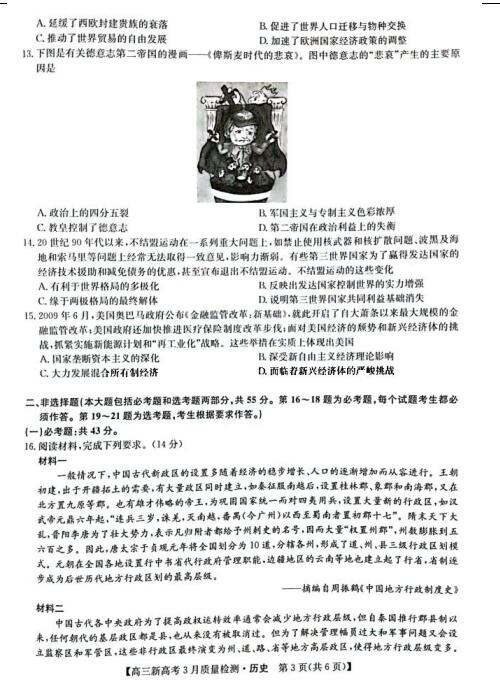 A. 延缓了西欧封建贵族的衰落 B. 促进了世界人口迁移与物种交换
C. 推动了世界贸易的自由发展 D. 加速了欧洲国家经济政策的调整
13. 下图是有关德意志第二帝国的漫画——《俾斯麦时代的悲哀》。图中德意志的“悲哀”产生的主要原
因是
A. 政治上的四分五裂 B. 军国主义与专制主义色彩浓厚
C. 教皇控制了德意志 D. 第二帝国在政治利益上的失衡
14. 20 世纪 90 年代以来，不结盟运动在一系列重大问题上，如禁止使用核武器和核扩散问题、波黑及海
地和索马里等问题上经常无法取得一致意见，影响力渐弱。有些第三世界国家为了赢得发达国家的
经济技术援助和减免债务的优惠，甚至宣布退出不结盟运动。不结盟运动的这些变化
A. 有利于世界格局的多极化 B. 反映出发达国家控制世界的实力增强
C. 缘于两极格局的最终解体 D. 说明第三世界国家共同利益基础消失
15. 2009 年 6 月，美国奥巴马政府公布《金融监管改革：新基础》，就此开启了自大萧条以来最大规模的金
融监管改革；美国政府还加快推进医疗保险制度改革步伐；面对美国经济的颓势和新兴经济体的挑
战，抓紧实施新能源计划和“再工业化”战略。这些举措在实质上体现出美国
A. 国家垄断资本主义的深化 B. 深受新自由主义经济理论影响
C. 大力发展混合所有制经济 D. 面临着新兴经济体的严峻挑战
二、非选择题(本大题包括必考题和选考题两部分，共 55 分。第 16～18 题为必考题，每个试题考生都必
须作答。第 19～21 题为选考题，考生根据要求作答。)
(一)必考题：共 43 分。
16. 阅读材料，完成下列要求。(14 分)
材料一
一般情况下，中国古代新政区的设置多随着经济的稳步增长、人口的逐渐增加而从容进行。王朝
初建，出于开疆拓土的需要，有大量政区同时建立，如秦征服南越后，设置桂林郡、象郡和南海郡，又在
北方置九原等郡。也有雄才伟略的帝王，为巩固国家统一而对四夷用兵，设置大量新的行政区，如汉
武帝元鼎六年起，“连兵三岁，诛羌，灭南越，番禺(今广州)以西至蜀南者置初郡十七”。隋末天下大
乱，晋阳李唐为了壮大势力，表示凡归附者都给予州刺史的名号，因而大量“权置州郡”，州数膨胀到五
六百之多。因此，唐太宗于贞观元年将全国划分为 10 道，分辖各州，形成了道、州、县三级行政区划模
式。元朝在全国各地设置行中书省代行政府管理职能，边疆地区的云南等地也建立起了行省，省制逐
步成为后世历代地方行政区划的最高层级。
——摘编自周振鹤《中国地方行政制度史》
材料二
中国古代各中央政府为了提高政权运转效率通常会减少地方行政层级，但自秦国推行郡县制以
来，任何朝代的基层政区都是县，也从来没有被取消过。但为了解决管理幅员过大和军事问题又会设
立监察区和军管区，这些非行政区最终演变为州、道、路、省等地方高层政区，使得地方行政层级变多。
【高三新高考 3 月质量检测·历史 第 3 页(共 6 页)】